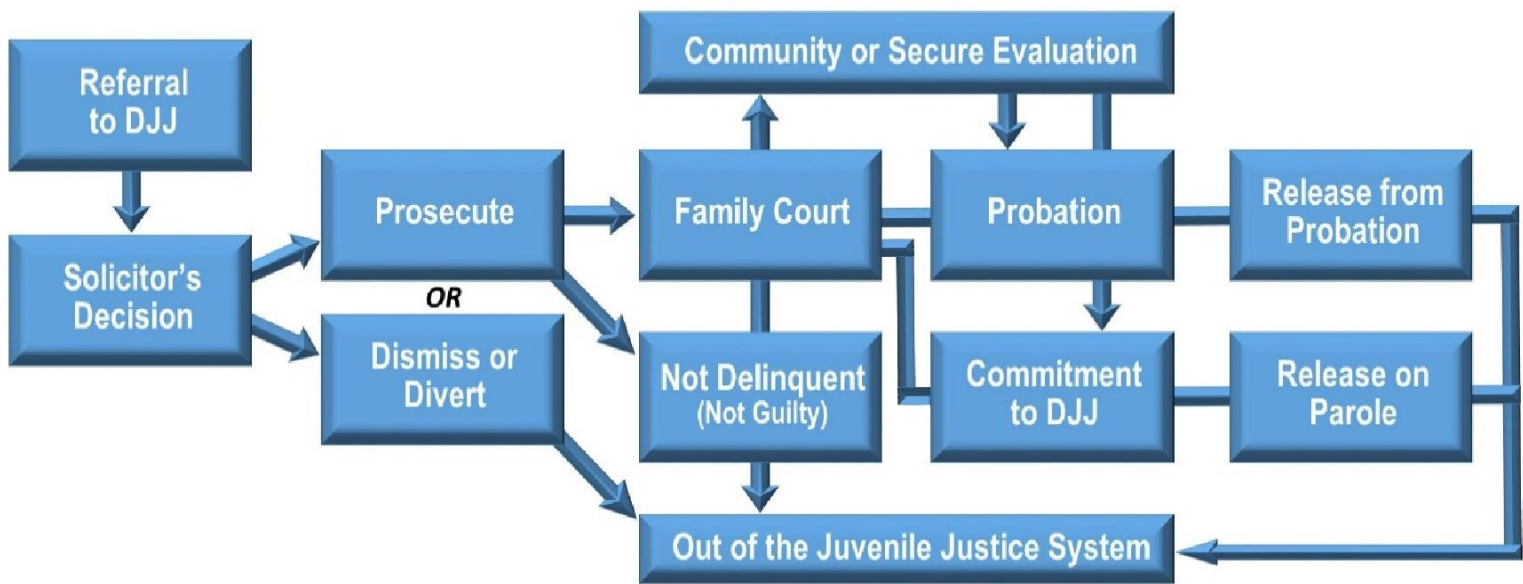 Referral
to DJJ
Solicitor's
Decision
Prosecute
OR
Dismiss or
Divert
Community or Secure Evaluation
Family Court
Not Delinquent
(Not Guilty)
Probation
Commitment
to DJJ
Release from
Probation
Release on
Parole
Out of the Juvenile Justice System